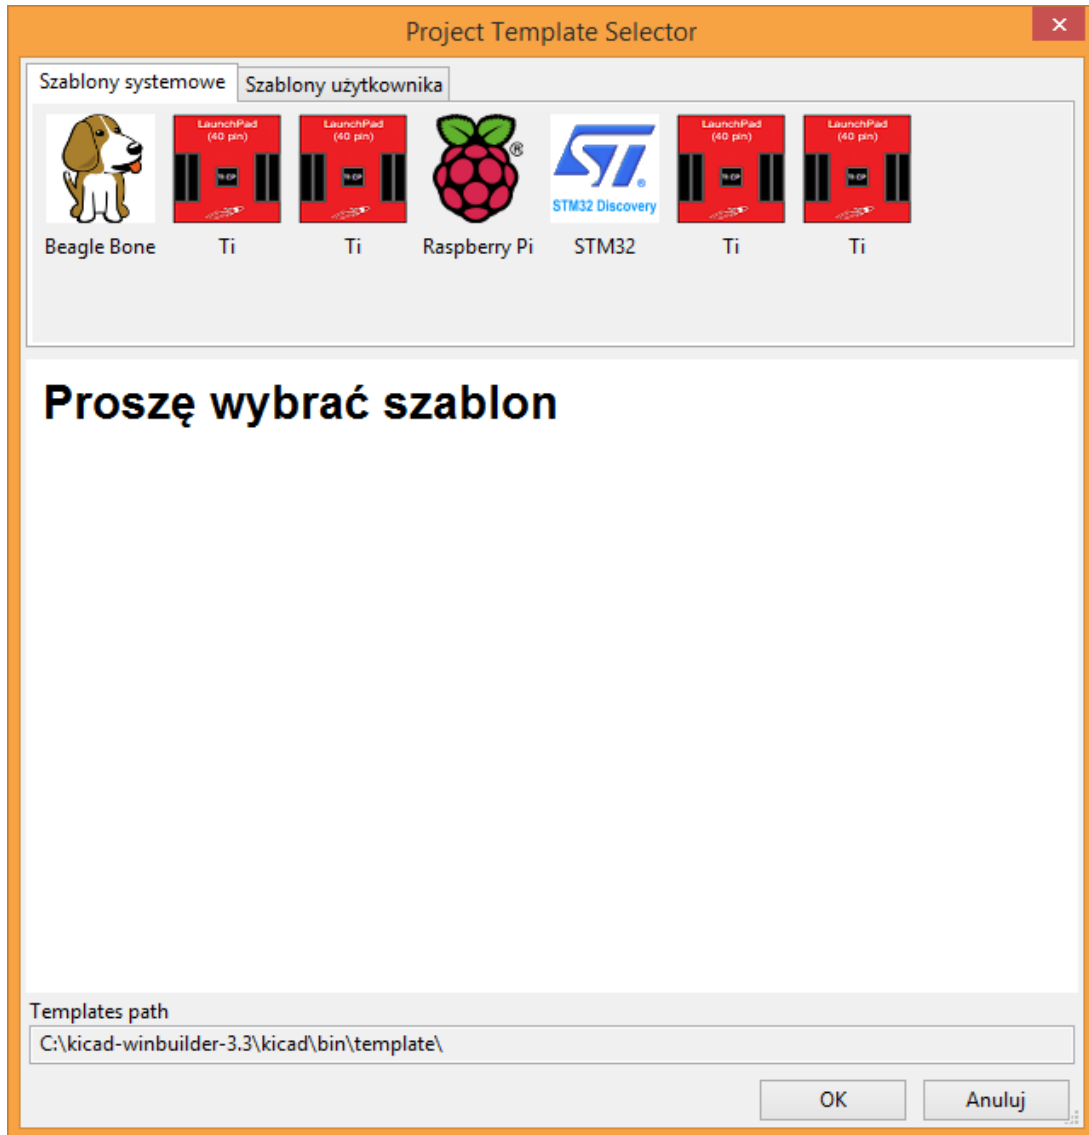 Project Template Selector
Szablony systemowe Szablony użytkownika
LaunchPad
(40 pin)
LaunchPad
(40 pin)
®
ST
STM32 Discovery
LaunchPad
(40 pin)
LaunchPad
(40 pin)
Beagle Bone Ti Ti Raspberry Pi STM32 Ti Ti
Proszę wybrać szablon
Templates path
C:\kicad-winbuilder-3.3\kicad\bin\template\
OK Anuluj